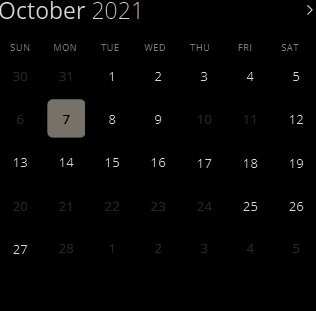 October 2021 >
SUN MON TUE WED THU FRI SAT
30 31 1 2 3 4 5
6 7 8 9 10 11 12
13 14 15 16 17 18 19
20 21 22 23 24 25 26
27 28 1 2 3 4 5